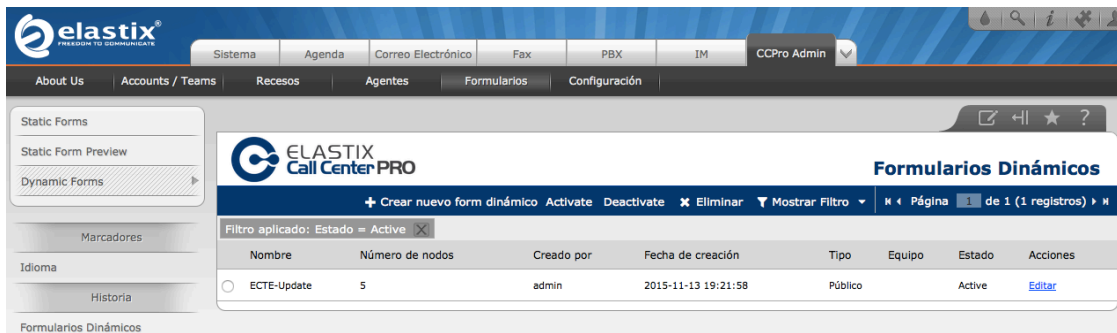 elastix®
FREEDOM TO COMMUNICATE
Sistema Agenda Correo Electrónico Fax PBX IM CCPro Admin
About Us Accounts / Teams Recesos Agentes Formularios Configuración
Static Forms
Static Form Preview
Dynamic Forms
Marcadores
Idioma
Historia
Formularios Dinámicos
ELASTIX
Call Center PRO
Formularios Dinámicos
Crear nuevo form dinámico Activate Deactivate Eliminar Mostrar Filtro Página 1 de 1 (1 registros)
Filtro aplicado: Estado = Active X
Nombre Número de nodos Creado por Fecha de creación Tipo Equipo Estado Acciones
ECTE-Update 5 admin 2015-11-13 19:21:58 Público Active Editar